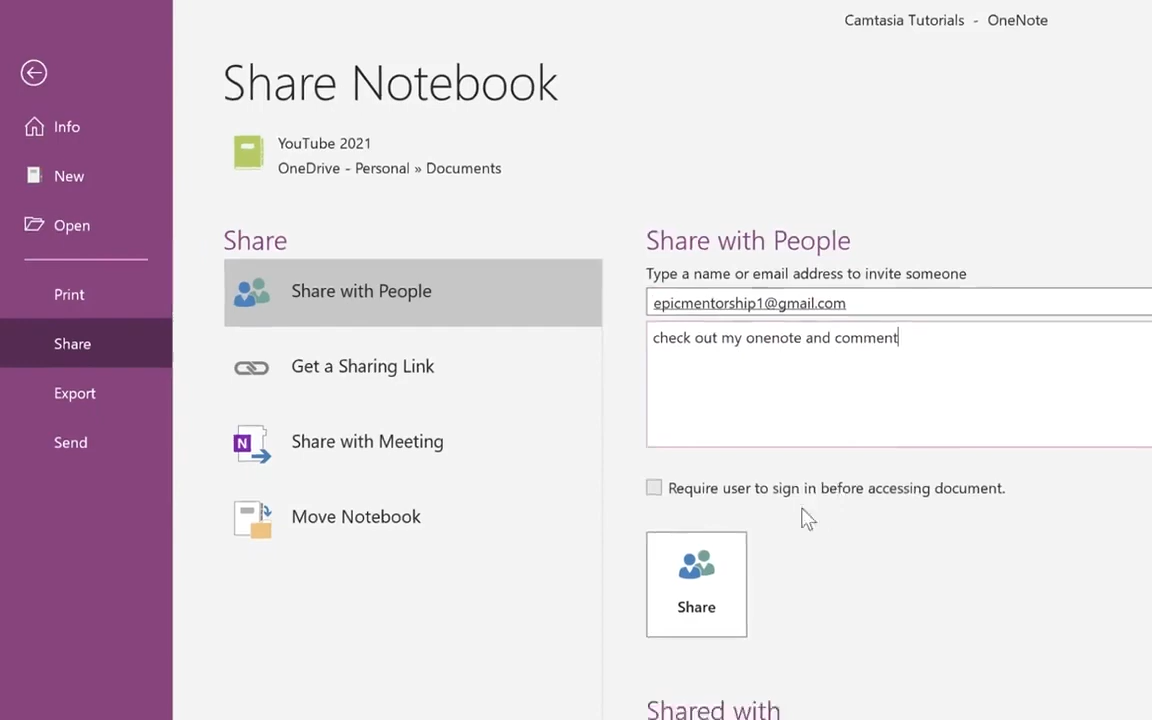 Camtasia Tutorials - OneNote
Share Notebook
Info
YouTube 2021
OneDrive - Personal » Documents
New
Open
Print
Share
Export
Send
Share
Share with People
Get a Sharing Link
N
Share with Meeting
Move Notebook
Share with People
Type a name or email address to invite someone
epicmentorship1@gmail.com
check out my onenote and comment
Require user to sign in before accessing document.
Share
Shared with